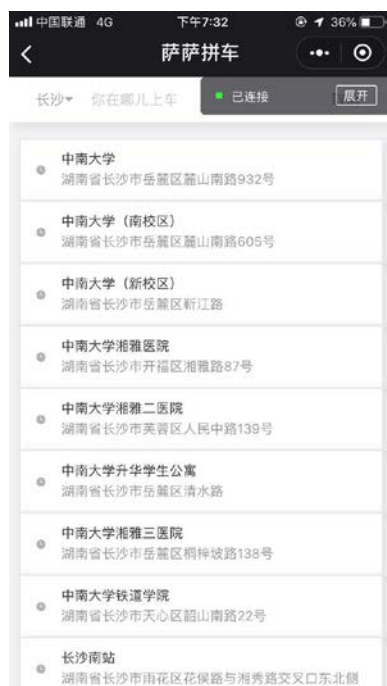 中国联通 4G 下午7:32 36%
萨萨拼车
长沙 你在哪儿上车 已连接 展开
中南大学
湖南省长沙市岳麓区麓山南路932号
中南大学（南校区）
湖南省长沙市岳麓区麓山南路605号
中南大学（新校区）
湖南省长沙市岳麓区靳江路
中南大学湘雅医院
湖南省长沙市开福区湘雅路87号
中南大学湘雅二医院
湖南省长沙市芙蓉区人民中路139号
中南大学升华学生公寓
湖南省长沙市岳麓区清水路
中南大学湘雅三医院
湖南省长沙市岳麓区桐梓坡路138号
中南大学铁道学院
湖南省长沙市天心区韶山南路22号
长沙南站
湖南省长沙市雨花区花侯路与湘秀路交叉口东北侧